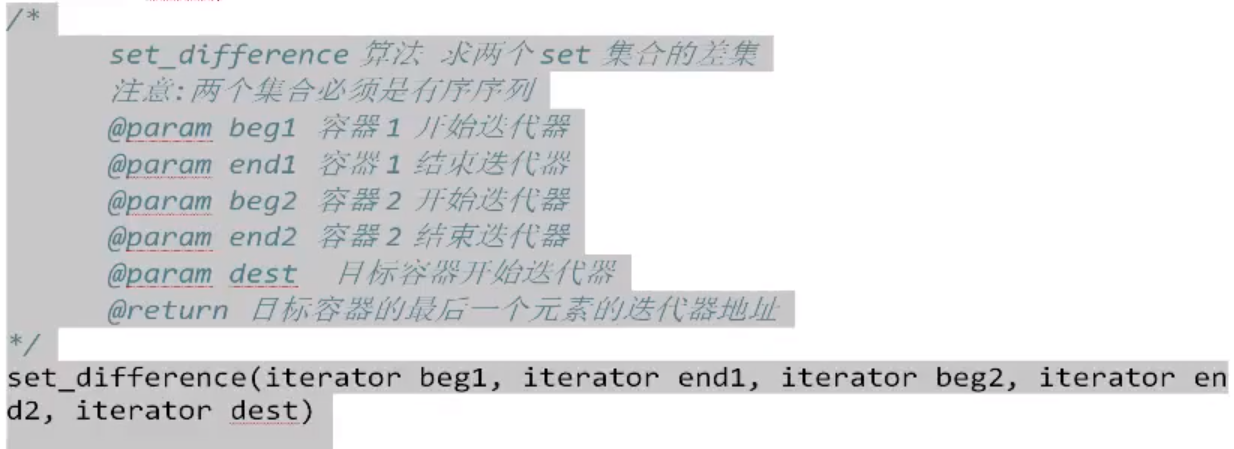 /*
set_difference 算法 求两个 set 集合的差集
注意:两个集合必须是有序序列
@param beg1 容器1 开始迭代器
@param end1 容器1 结束迭代器
@param beg2 容器2 开始迭代器
@param end2 容器2 结束迭代器
@param dest 目标容器开始迭代器
@return 目标容器的最后一个元素的迭代器地址
*/
set_difference(iterator beg1, iterator end1, iterator beg2, iterator en
d2, iterator dest)